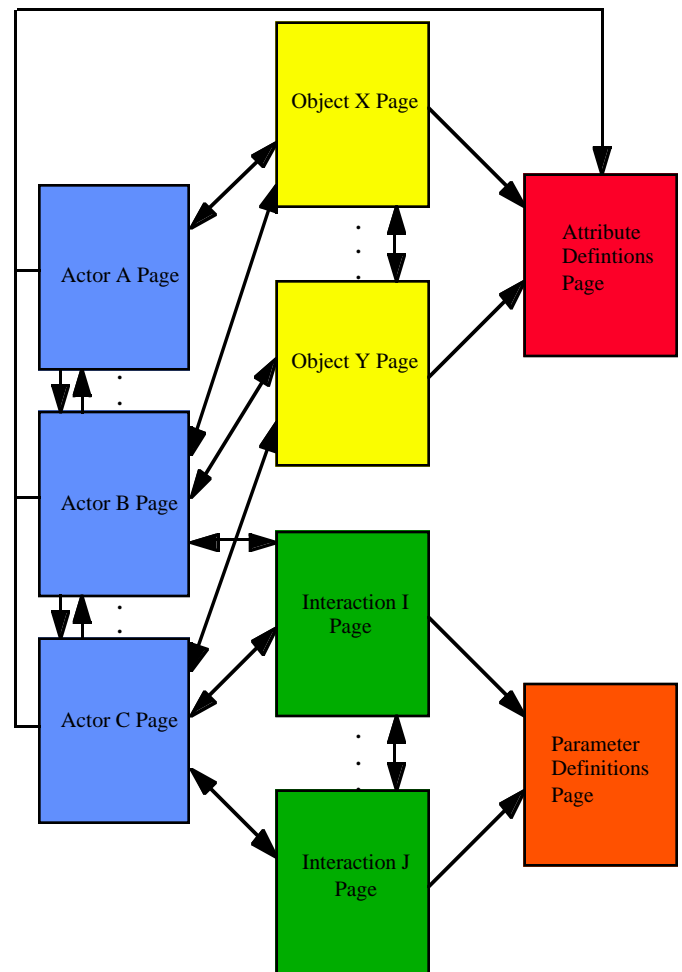 Object X Page
Actor A Page
Attribute
Defintions
Page
Object Y Page
Actor B Page
Interaction I
Page
Actor C Page
Parameter
Definitions
Page
Interaction J
Page